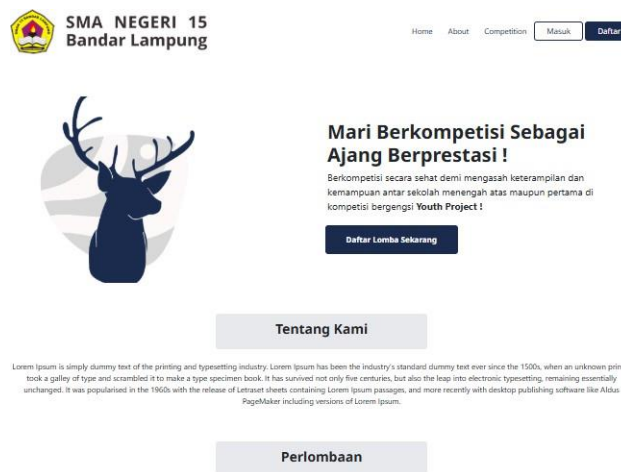 SMA NEGERI 15
Bandar Lampung
Home About Competition Masuk Daftar
Mari Berkompetisi Sebagai
Ajang Berprestasi !
Berkompetisi secara sehat demi mengasah keterampilan dan
kemampuan antar sekolah menengah atas maupun pertama di
kompetisi bergengsi Youth Project !
Daftar Lomba Sekarang
Tentang Kami
Lorem Ipsum is simply dummy text of the printing and typesetting industry. Lorem Ipsum has been the industry's standard dummy text ever since the 1500s, when an unknown prin
took a galley of type and scrambled it to make a type specimen book. It has survived not only five centuries, but also the leap into electronic typesetting, remaining essentially
unchanged. It was popularised in the 1960s with the release of Letraset sheets containing Lorem Ipsum passages, and more recently with desktop publishing software like Aldus
PageMaker including versions of Lorem Ipsum.
Perlombaan